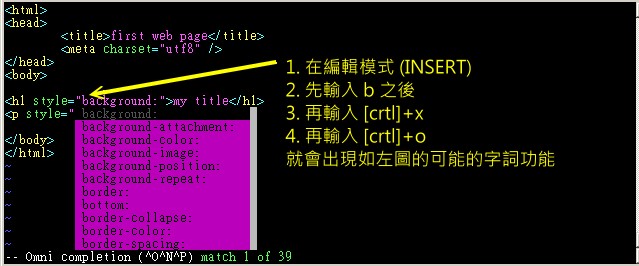 <html>
<head>
<title>first web page</title>
<meta charset="utf8" />
</head>
<body>
<h1 style="background:">my title</h1>
<p style=" background:
background-attachment:
</body> background-color:
</html> background-image:
~ background-position:
~ background-repeat:
~ border:
~ bottom:
~ border-collapse:
~ border-color:
~ border-spacing:
-- Omni completion (^O^N^P) match 1 of 39
1. 在編輯模式 (INSERT)
2. 先輸入 b 之後
3. 再輸入 [crtl]+x
4. 再輸入 [crtl]+o
就會出現如左圖的可能的字詞功能